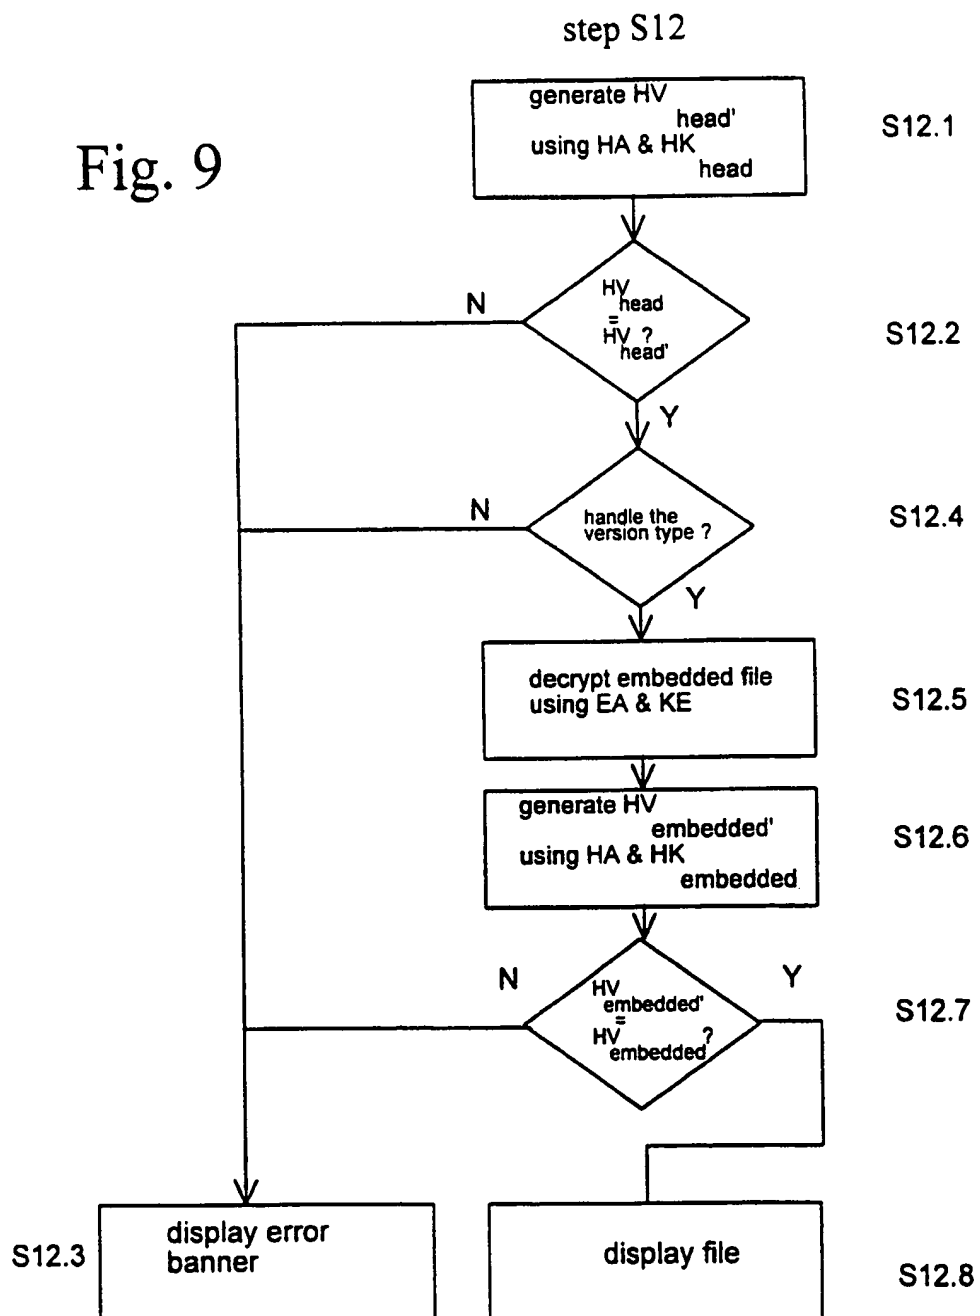 step S12
Fig. 9
generate HV
head'
using HA & HK
head
S12.1
N
HV
head
=
HV ?
head'
S12.2
Y
N
handle the
version type ?
S12.4
Y
decrypt embedded file
using EA & KE
S12.5
generate HV
embedded'
using HA & HK
embedded
S12.6
N
HV
embedded'
=
HV ?
embedded
Y
S12.7
S12.3
display error
banner
display file
S12.8